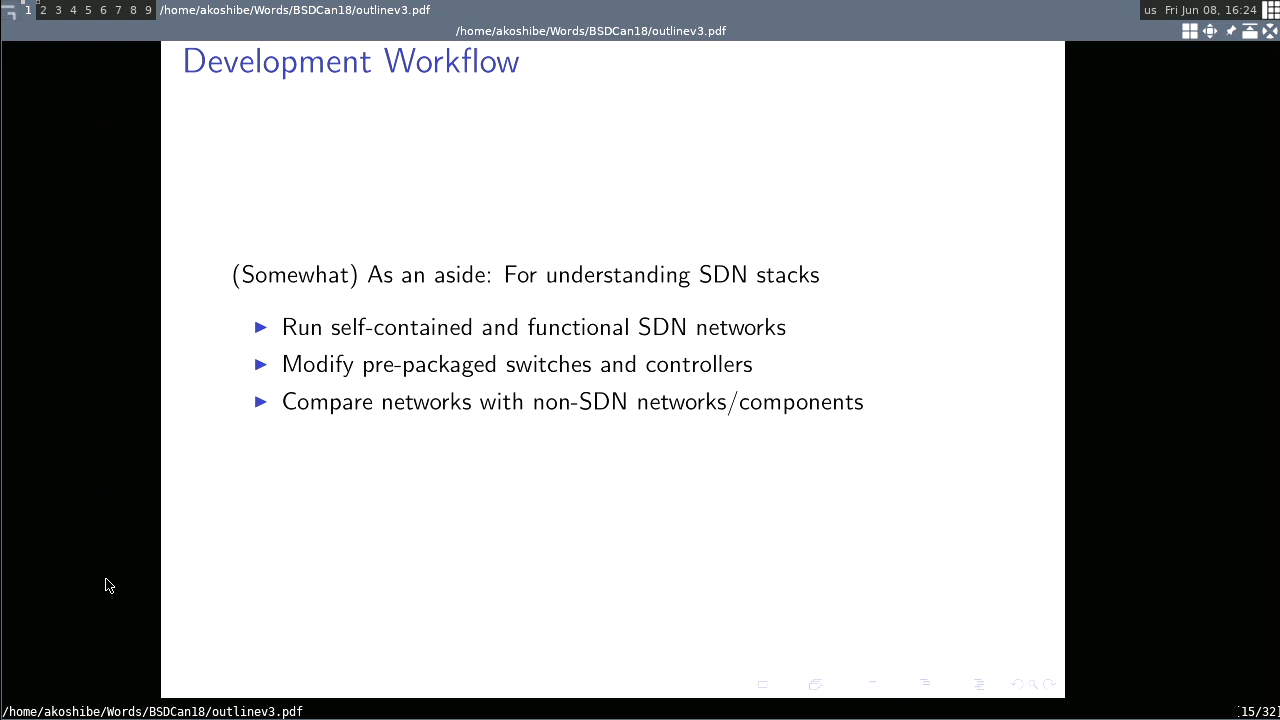 1 2 3 4 5 6 7 8 9 /home/akoshibe/Words/BSDCan18/outlinev3.pdf us Fri Jun 08, 16:24
/home/akoshibe/Words/BSDCan18/outlinev3.pdf
Development Workflow
(Somewhat) As an aside: For understanding SDN stacks
Run self-contained and functional SDN networks
Modify pre-packaged switches and controllers
Compare networks with non-SDN networks/components
/home/akoshibe/Words/BSDCan18/outlinev3.pdf [15/32]